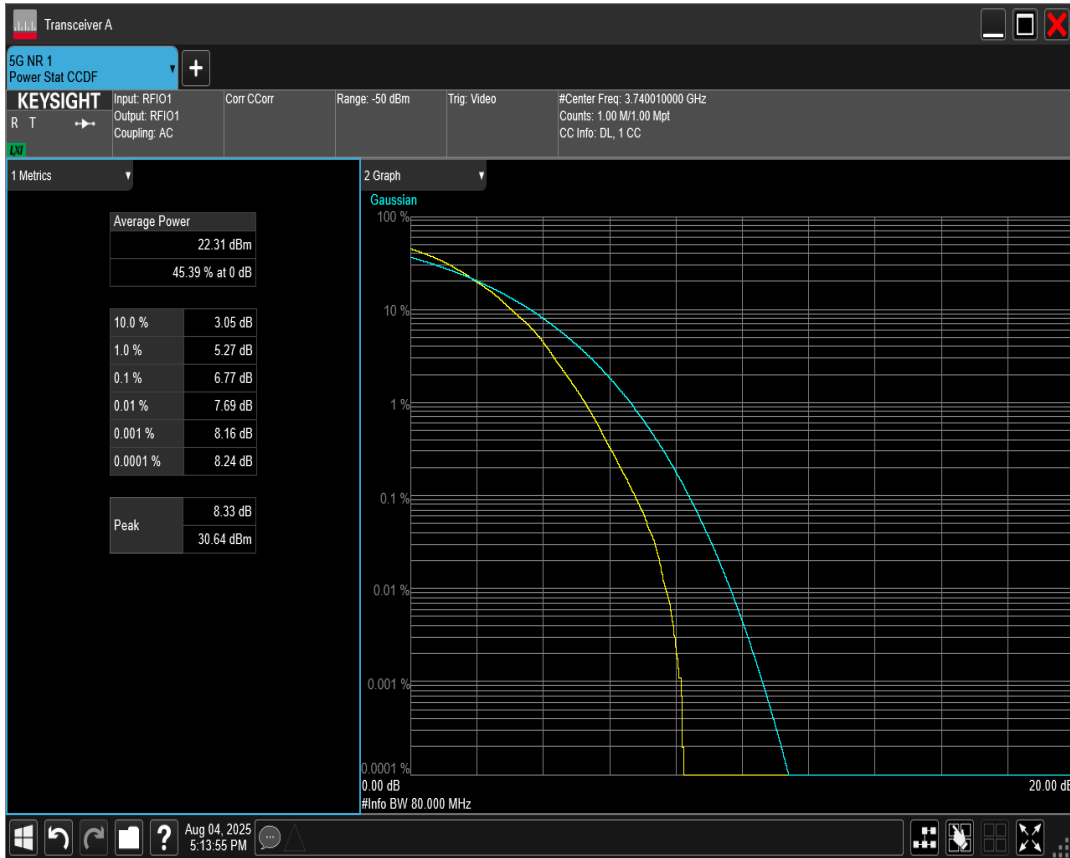 Transceiver A
5G NR 1
Power Stat CCDF
+
KEYSIGHT
R T
LXI
Input: RFIO1
Output: RFIO1
Coupling: AC
Corr CCorr
Range: -50 dBm
Trig: Video
#Center Freq: 3.740010000 GHz
Counts: 1.00 M/1.00 Mpt
CC Info: DL, 1 CC
1 Metrics
Average Power
22.31 dBm
45.39 % at 0 dB
10.0 % 3.05 dB
1.0 % 5.27 dB
0.1 % 6.77 dB
0.01 % 7.69 dB
0.001 % 8.16 dB
0.0001 % 8.24 dB
Peak
8.33 dB
30.64 dBm
2 Graph
Gaussian
100 %
10 %
1 %
0.1 %
0.01 %
0.001 %
0.0001 %
0.00 dB 20.00 dB
#Info BW 80.000 MHz
?
Aug 04, 2025
5:13:55 PM